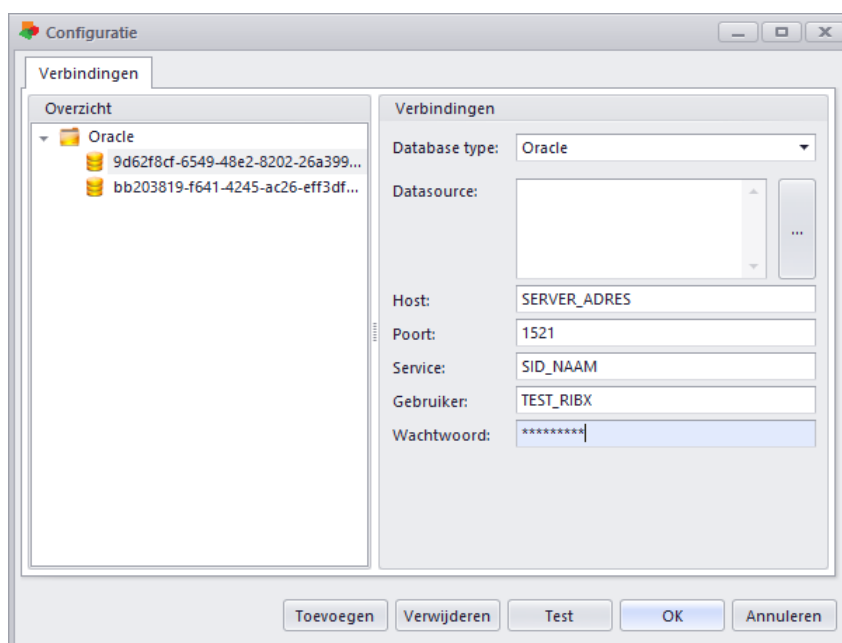 Configuratie
Verbindingen
Overzicht
Oracle
9d62f8cf-6549-48e2-8202-26a399...
bb203819-f641-4245-ac26-eff3df...
Verbindingen
Database type: Oracle
Datasource:
...
Host: SERVER_ADRES
Poort: 1521
Service: SID_NAAM
Gebruiker: TEST_RIBX
Wachtwoord: *********
Toevoegen Verwijderen Test OK Annuleren